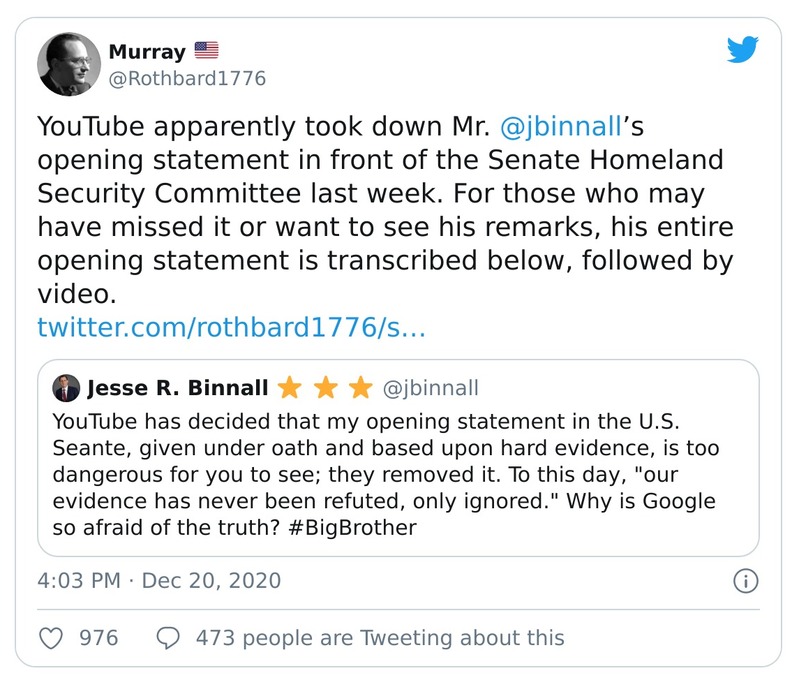 Murray 🇺🇸
@Rothbard1776
YouTube apparently took down Mr. @jbinnall’s
opening statement in front of the Senate Homeland
Security Committee last week. For those who may
have missed it or want to see his remarks, his entire
opening statement is transcribed below, followed by
video.
twitter.com/rothbard1776/s…
Jesse R. Binnall ⭐ ⭐ ⭐ @jbinnall
YouTube has decided that my opening statement in the U.S.
Seante, given under oath and based upon hard evidence, is too
dangerous for you to see; they removed it. To this day, "our
evidence has never been refuted, only ignored." Why is Google
so afraid of the truth? #BigBrother
4:03 PM · Dec 20, 2020
976 473 people are Tweeting about this